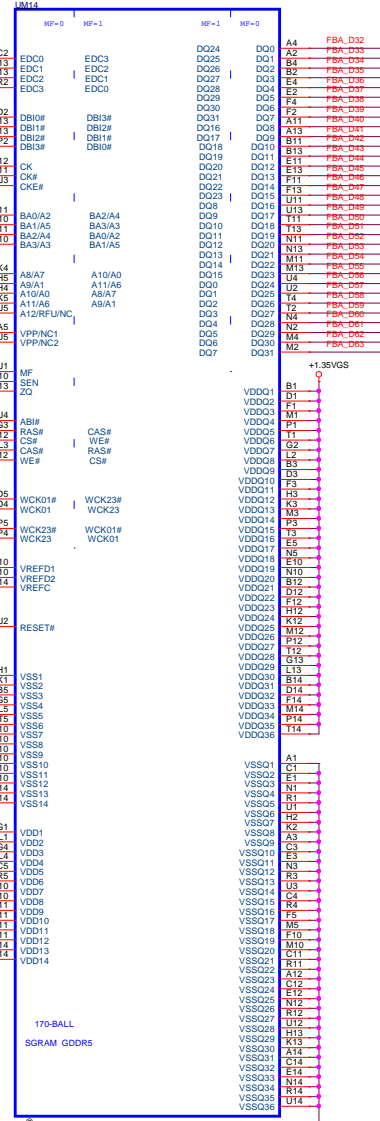 UM14
MF=0 MF=1 MF=1 MF=0
EDC0 EDC3
EDC1 EDC2
EDC2 EDC1
EDC3 EDC0
DBI0# DBI3#
DBI1# DBI2#
DBI2# DBI1#
DBI3# DBI0#
CK
CK#
CKE#
BA0/A2 BA2/A4
BA1/A5 BA3/A3
BA2/A4 BA0/A2
BA3/A3 BA1/A5
A8/A7 A10/A0
A9/A1 A11/A6
A10/A0 A8/A7
A11/A6 A9/A1
A12/RFU/NC
VPP/NC1
VPP/NC2
MF
SEN
ZQ
ABI#
RAS# CAS#
CS# WE#
CAS# RAS#
WE# CS#
WCK01# WCK23#
WCK01 WCK23
WCK23# WCK01#
WCK23 WCK01
VREFD1
VREFD2
VREFC
RESET#
VSS1
VSS2
VSS3
VSS4
VSS5
VSS6
VSS7
VSS8
VSS9
VSS10
VSS11
VSS12
VSS13
VSS14
VDD1
VDD2
VDD3
VDD4
VDD5
VDD6
VDD7
VDD8
VDD9
VDD10
VDD11
VDD12
VDD13
VDD14
170-BALL
SGRAM GDDR5
DQ24 DQ0 A4 FBA_D32
DQ25 DQ1 A2 FBA_D33
DQ26 DQ2 B4 FBA_D34
DQ27 DQ3 B2 FBA_D35
DQ28 DQ4 E4 FBA_D36
DQ29 DQ5 E2 FBA_D37
DQ30 DQ6 F4 FBA_D38
DQ31 DQ7 F2 FBA_D39
DQ16 DQ8 A11 FBA_D40
DQ17 DQ9 A13 FBA_D41
DQ18 DQ10 B11 FBA_D42
DQ19 DQ11 B13 FBA_D43
DQ20 DQ12 E11 FBA_D44
DQ21 DQ13 E13 FBA_D45
DQ22 DQ14 F11 FBA_D46
DQ23 DQ15 F13 FBA_D47
DQ8 DQ16 U11 FBA_D48
DQ9 DQ17 U13 FBA_D49
DQ10 DQ18 T11 FBA_D50
DQ11 DQ19 T13 FBA_D51
DQ12 DQ20 N11 FBA_D52
DQ13 DQ21 N13 FBA_D53
DQ14 DQ22 M11 FBA_D54
DQ15 DQ23 M13 FBA_D55
DQ0 DQ24 U4 FBA_D56
DQ1 DQ25 U2 FBA_D57
DQ2 DQ26 T4 FBA_D58
DQ3 DQ27 T2 FBA_D59
DQ4 DQ28 N4 FBA_D60
DQ5 DQ29 N2 FBA_D61
DQ6 DQ30 M4 FBA_D62
DQ7 DQ31 M2 FBA_D63
+1.35VGS
VDDQ1 B1
VDDQ2 D1
VDDQ3 F1
VDDQ4 M1
VDDQ5 P1
VDDQ6 T1
VDDQ7 G2
VDDQ8 L2
VDDQ9 B3
VDDQ10 D3
VDDQ11 F3
VDDQ12 H3
VDDQ13 K3
VDDQ14 M3
VDDQ15 P3
VDDQ16 T3
VDDQ17 E5
VDDQ18 N5
VDDQ19 E10
VDDQ20 N10
VDDQ21 B12
VDDQ22 D12
VDDQ23 F12
VDDQ24 H12
VDDQ25 K12
VDDQ26 M12
VDDQ27 P12
VDDQ28 T12
VDDQ29 G13
VDDQ30 L13
VDDQ31 B14
VDDQ32 D14
VDDQ33 F14
VDDQ34 M14
VDDQ35 P14
VDDQ36 T14
VSSQ1 A1
VSSQ2 C1
VSSQ3 E1
VSSQ4 N1
VSSQ5 R1
VSSQ6 U1
VSSQ7 H2
VSSQ8 K2
VSSQ9 A3
VSSQ10 C3
VSSQ11 E3
VSSQ12 N3
VSSQ13 R3
VSSQ14 U3
VSSQ15 C4
VSSQ16 R4
VSSQ17 F5
VSSQ18 M5
VSSQ19 F10
VSSQ20 M10
VSSQ21 C11
VSSQ22 R11
VSSQ23 A12
VSSQ24 C12
VSSQ25 E12
VSSQ26 N12
VSSQ27 R12
VSSQ28 U12
VSSQ29 H13
VSSQ30 K13
VSSQ31 A14
VSSQ32 C14
VSSQ33 E14
VSSQ34 N14
VSSQ35 R14
VSSQ36 U14